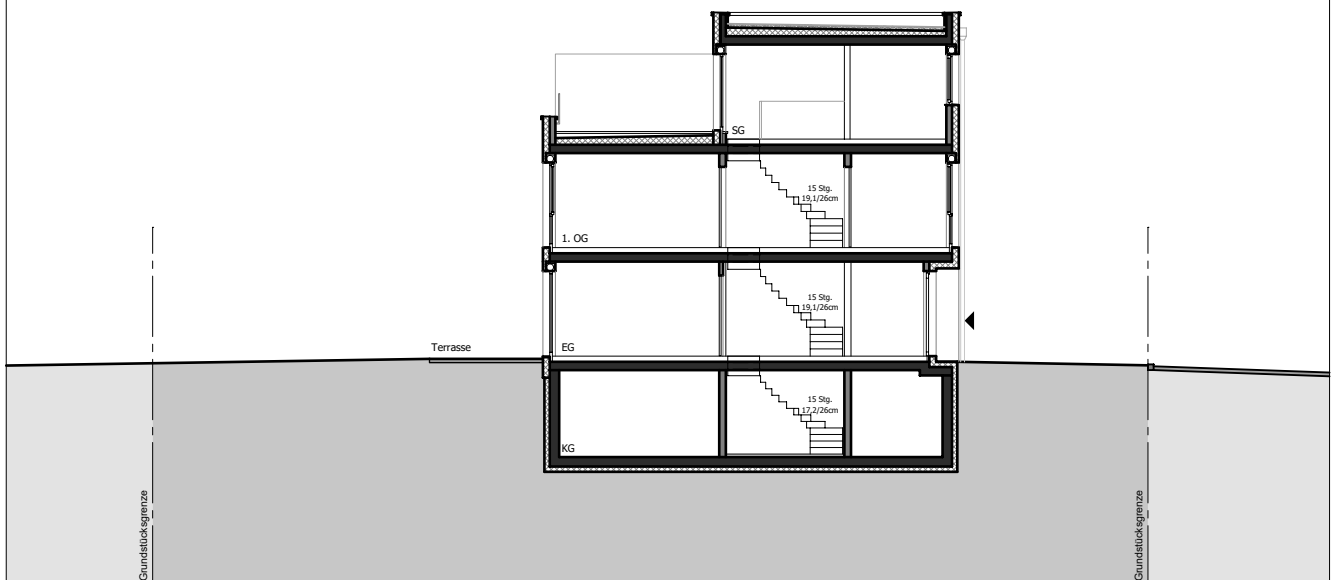 SG
15 Stg.
19,1/26cm
1. OG
15 Stg.
19,1/26cm
Terrasse
EG
15 Stg.
17,2/26cm
KG
Grundstücksgrenze
Grundstücksgrenze